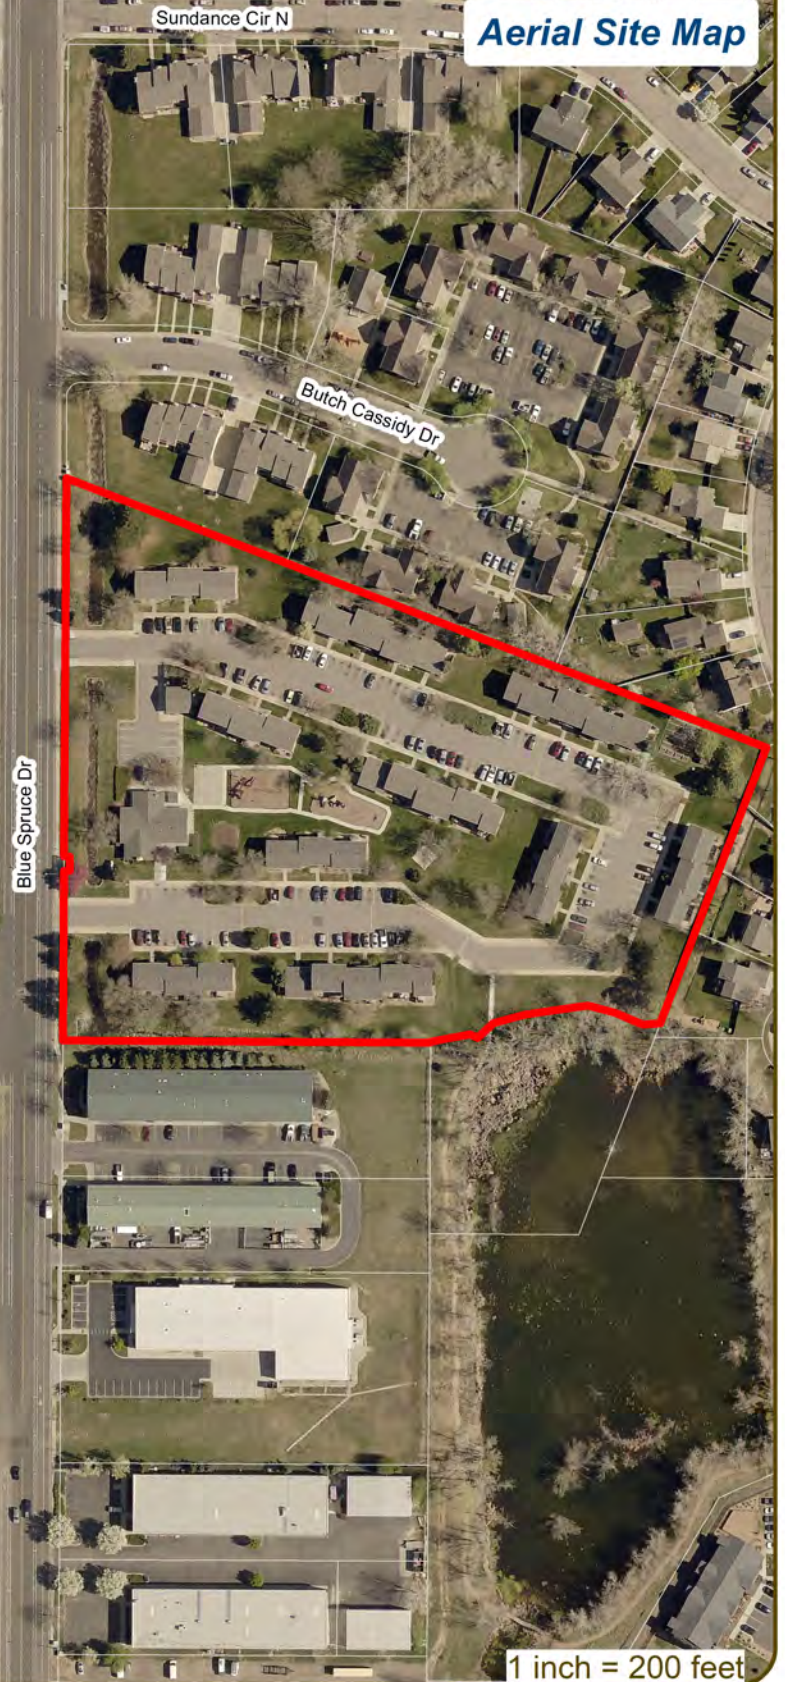 Sundance Cir N
Aerial Site Map
Butch Cassidy Dr
Blue Spruce Dr
1 inch = 200 feet